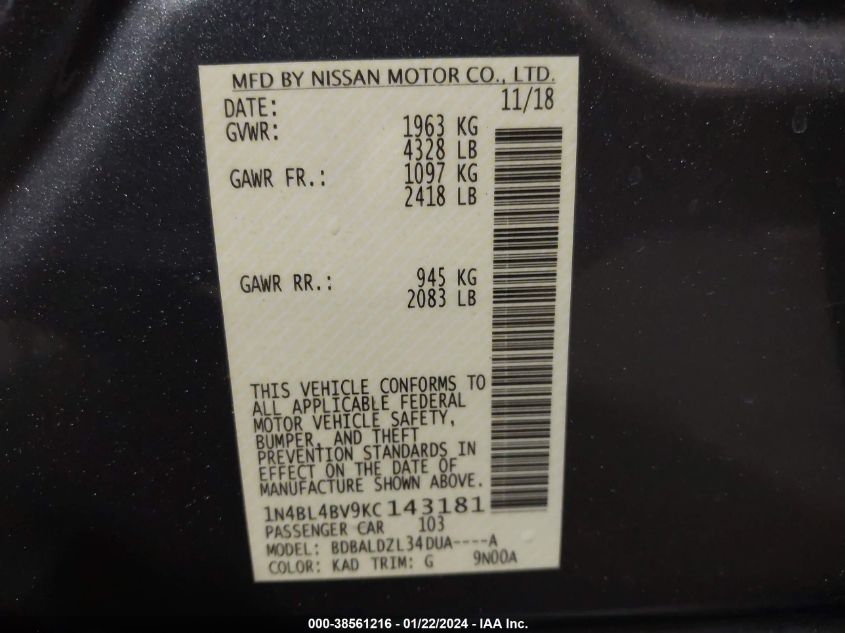 MFD BY NISSAN MOTOR CO., LTD.
DATE: 11/18
GVWR: 1963 KG
4328 LB
GAWR FR.: 1097 KG
2418 LB
GAWR RR.: 945 KG
2083 LB
THIS VEHICLE CONFORMS TO
ALL APPLICABLE FEDERAL
MOTOR VEHICLE SAFETY,
BUMPER, AND THEFT
PREVENTION STANDARDS IN
EFFECT ON THE DATE OF
MANUFACTURE SHOWN ABOVE.
1N4BL4BV9KC143181
PASSENGER CAR 103
MODEL: BDBALDZL34DUA----A
COLOR: KAD TRIM: G 9N00A
000-38561216 - 01/22/2024 - IAA Inc.